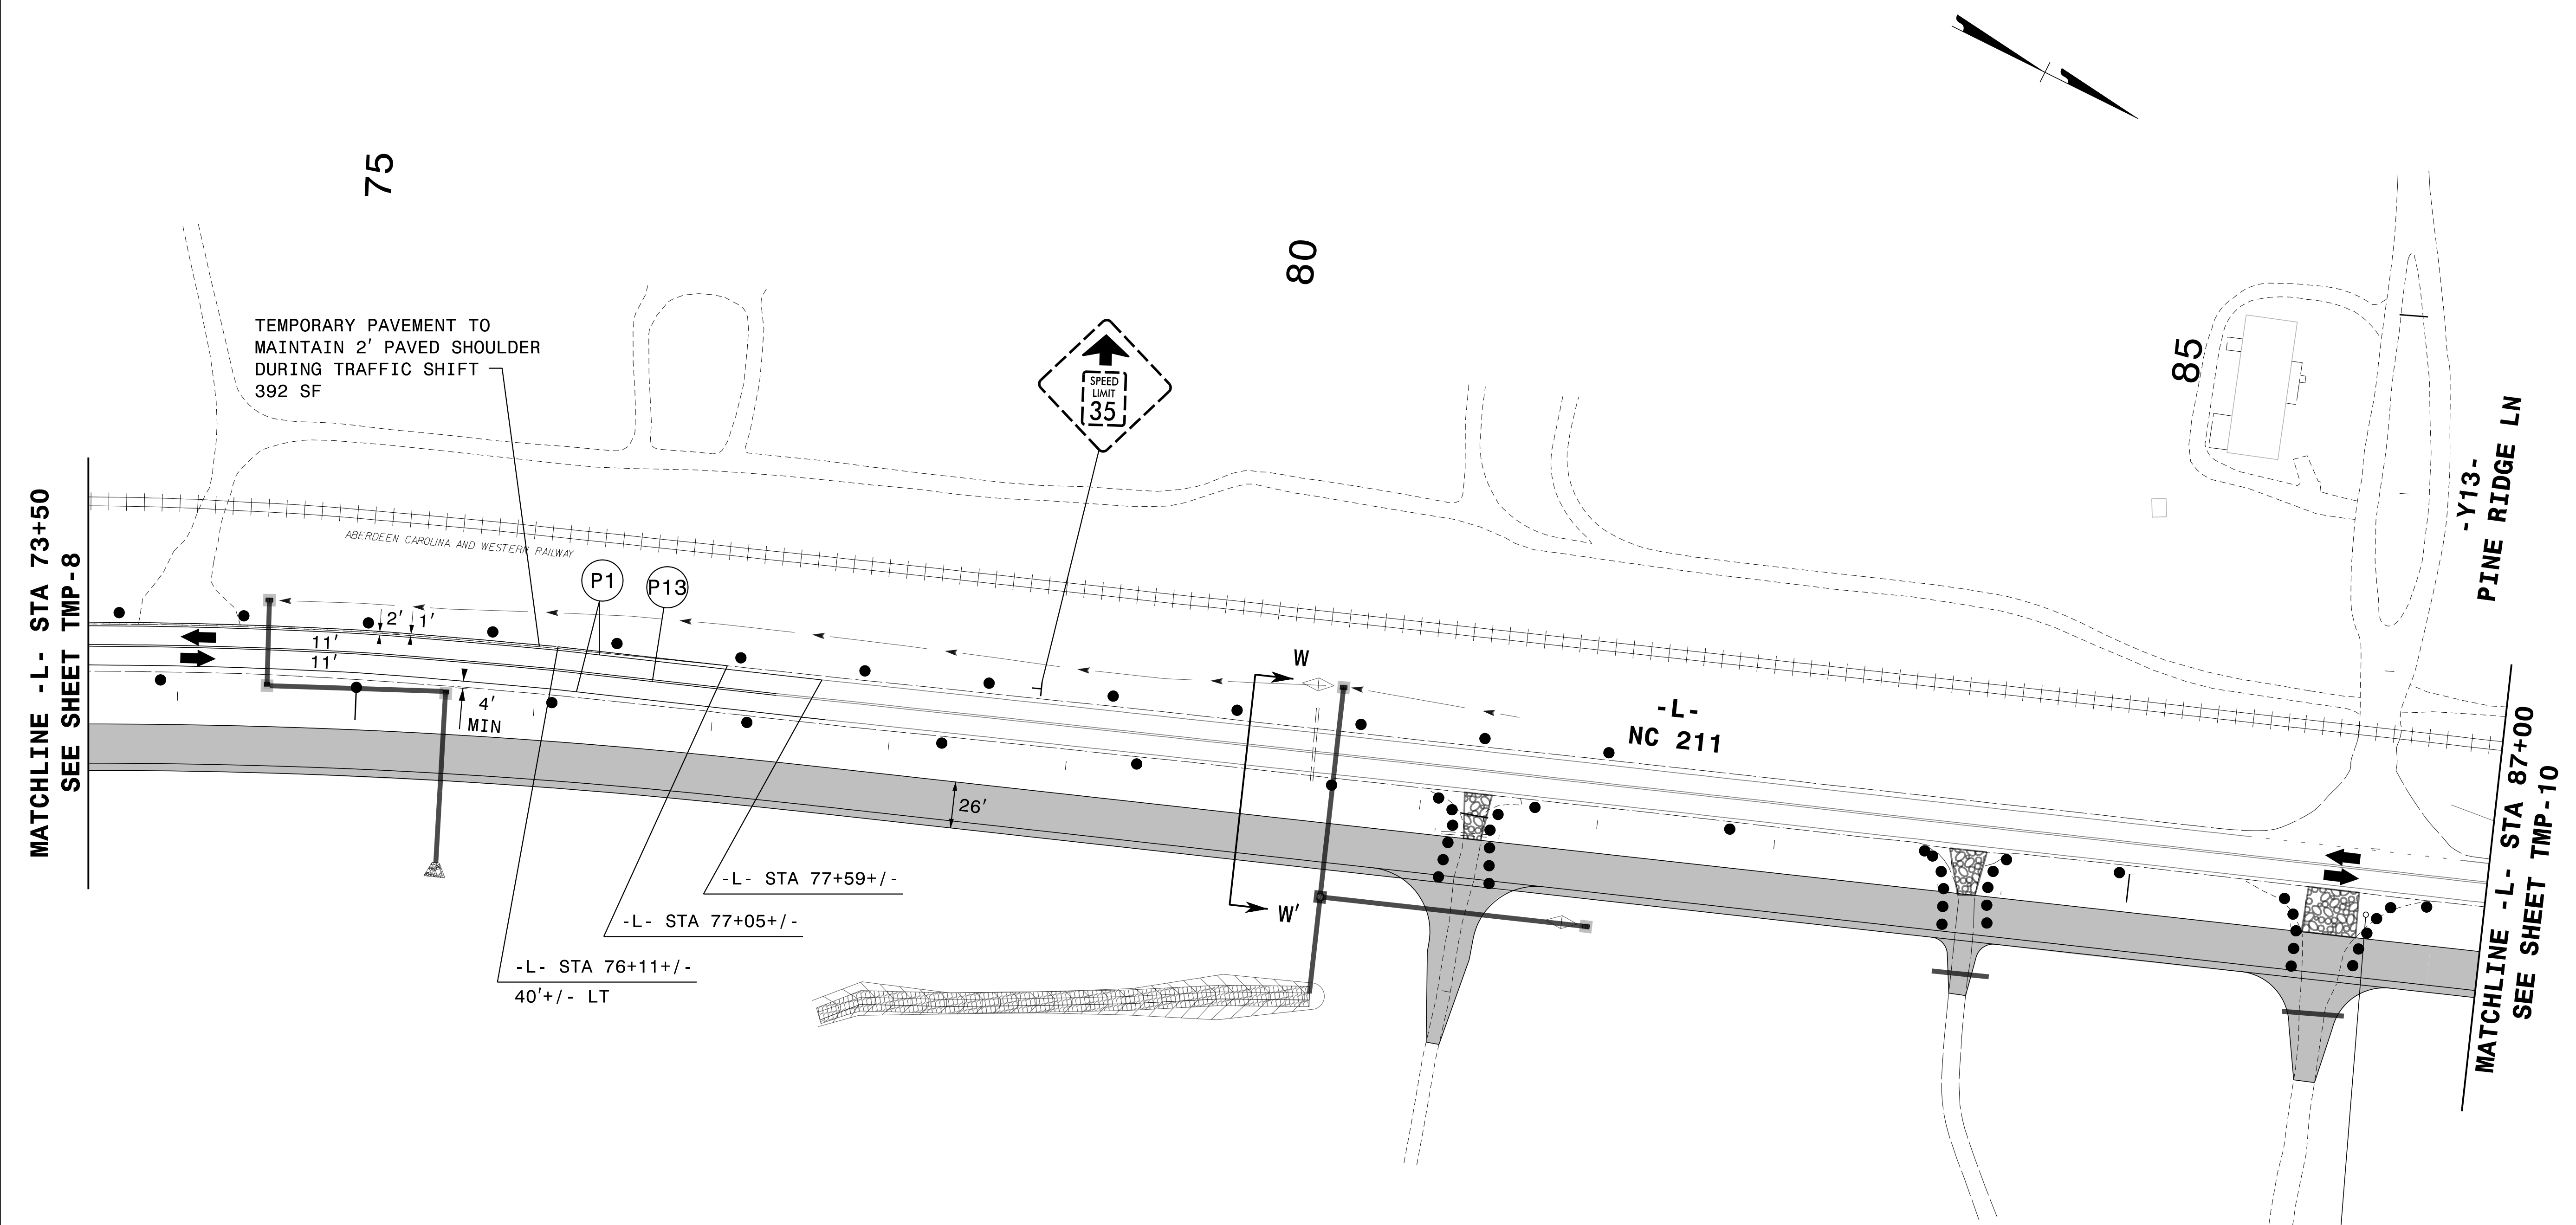 75
80
85
TEMPORARY PAVEMENT TO
MAINTAIN 2' PAVED SHOULDER
DURING TRAFFIC SHIFT
392 SF
SPEED
LIMIT
35
-Y13-
PINE RIDGE LN
MATCHLINE -L- STA 73+50
SEE SHEET TMP-8
ABERDEEN CAROLINA AND WESTERN RAILWAY
P1
P13
2'
1'
11'
11'
4'
MIN
W
-L-
NC 211
26'
W'
-L- STA 77+59+/-
-L- STA 77+05+/-
-L- STA 76+11+/-
40'+/- LT
MATCHLINE -L- STA 87+00
SEE SHEET TMP-10